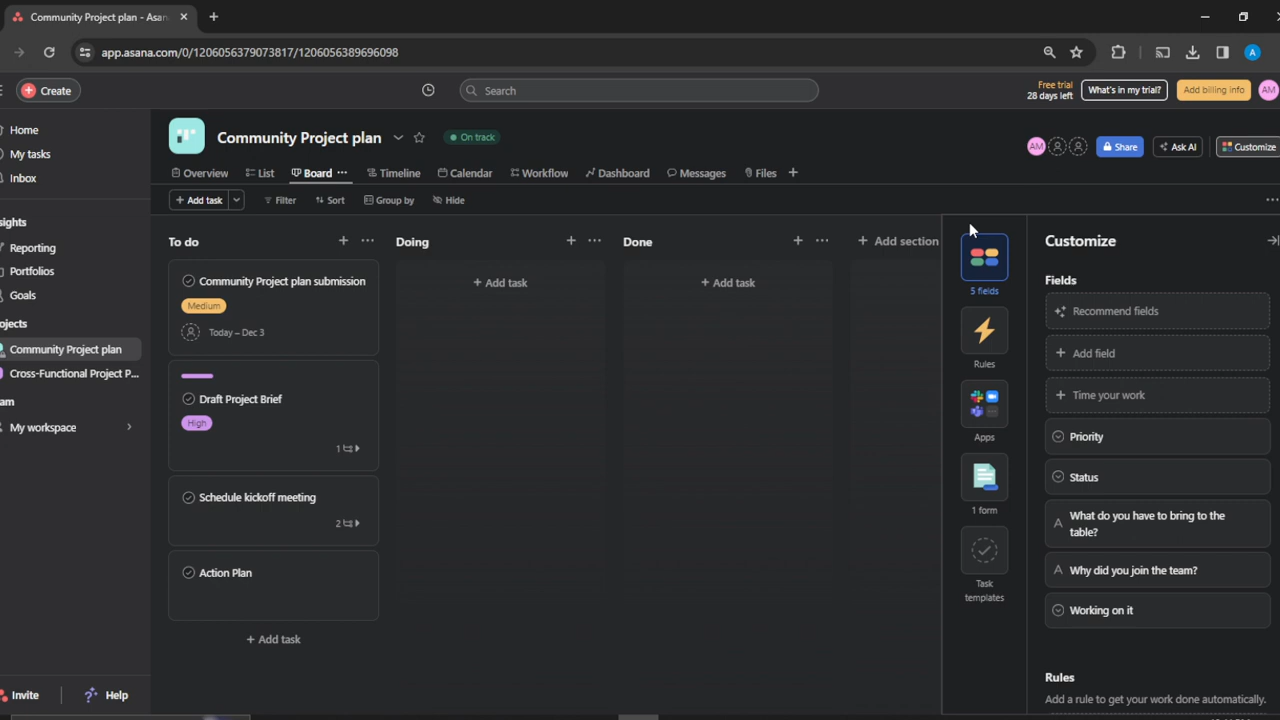 Community Project plan - Asan
app.asana.com/0/1206056379073817/1206056389696098
A
Create
Search
Free trial
28 days left
What's in my trial?
Add billing info
AM
Home
My tasks
Inbox
sights
Reporting
Portfolios
Goals
ojects
Community Project plan
Cross-Functional Project P...
am
My workspace
Invite
Help
Community Project plan
On track
AM
Share
Ask AI
Customize
Overview
List
Board
Timeline
Calendar
Workflow
Dashboard
Messages
Files
+ Add task
Filter
Sort
Group by
Hide
To do
Community Project plan submission
Medium
Today – Dec 3
Draft Project Brief
High
1
Schedule kickoff meeting
2
Action Plan
+ Add task
Doing
+ Add task
Done
+ Add task
+ Add section
5 fields
Rules
Apps
1 form
Task
templates
Customize
Fields
Recommend fields
+ Add field
+ Time your work
Priority
Status
A What do you have to bring to the
table?
A Why did you join the team?
Working on it
Rules
Add a rule to get your work done automatically.